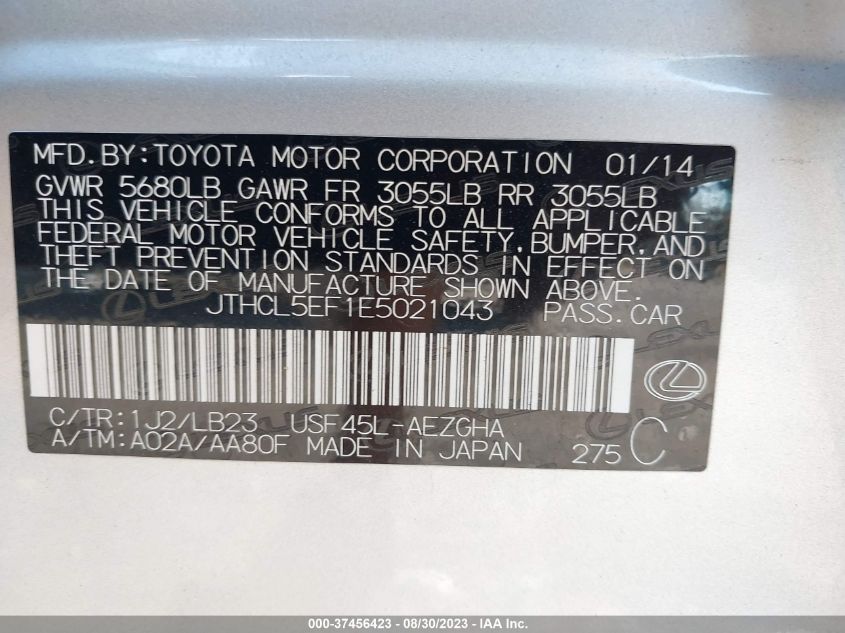 MFD.BY:TOYOTA MOTOR CORPORATION 01/14
GVWR 5680LB GAWR FR 3055LB RR 3055LB
THIS VEHICLE CONFORMS TO ALL APPLICABLE
FEDERAL MOTOR VEHICLE SAFETY,BUMPER,AND
THEFT PREVENTION STANDARDS IN EFFECT ON
THE DATE OF MANUFACTURE SHOWN ABOVE.
JTHCL5EF1E5021043 PASS.CAR
C/TR:1J2/LB23 USF45L-AEZGHA
A/TM:A02A/AA80F MADE IN JAPAN 275 C
000-37456423 - 08/30/2023 - IAA Inc.